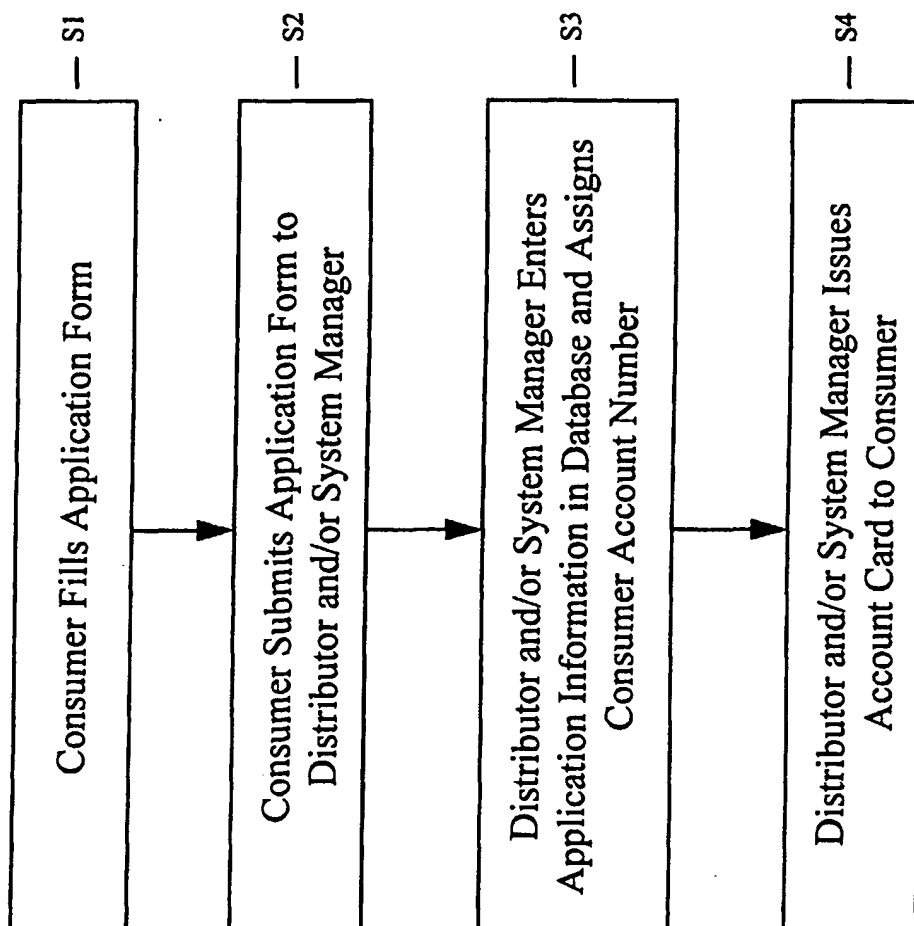 Consumer Fills Application Form
— S1
Consumer Submits Application Form to
Distributor and/or System Manager
— S2
Distributor and/or System Manager Enters
Application Information in Database and Assigns
Consumer Account Number
— S3
Distributor and/or System Manager Issues
Account Card to Consumer
— S4